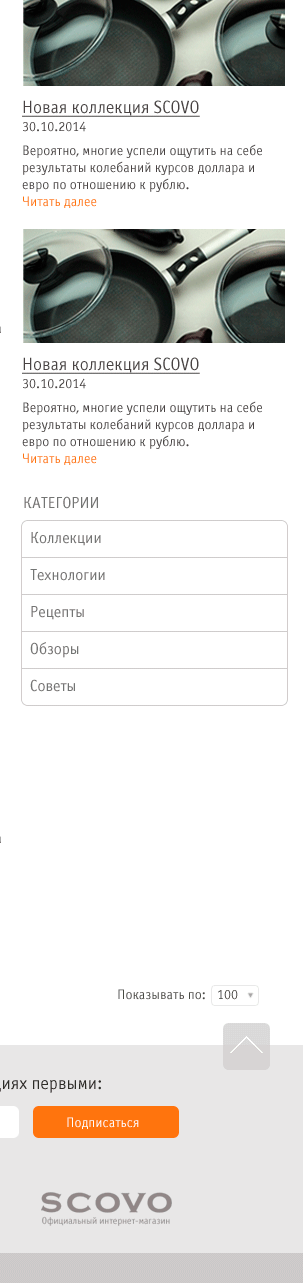 Новая коллекция SCOVO
30.10.2014
Вероятно, многие успели ощутить на себе
результаты колебаний курсов доллара и
евро по отношению к рублю.
Читать далее
Новая коллекция SCOVO
30.10.2014
Вероятно, многие успели ощутить на себе
результаты колебаний курсов доллара и
евро по отношению к рублю.
Читать далее
КАТЕГОРИИ
Коллекции
Технологии
Рецепты
Обзоры
Советы
Показывать по: 100
первыми:
Подписаться
SCOVO
Официальный интернет-магазин